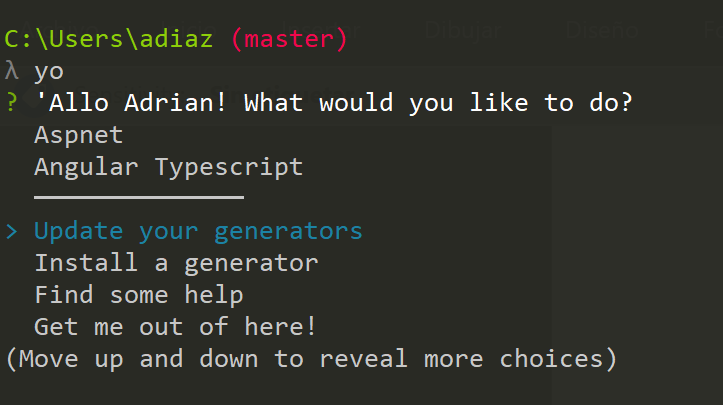 C:\Users\adiaz (master)
λ yo
? 'Allo Adrian! What would you like to do?
Aspnet
Angular Typescript
──────────────
> Update your generators
Install a generator
Find some help
Get me out of here!
(Move up and down to reveal more choices)